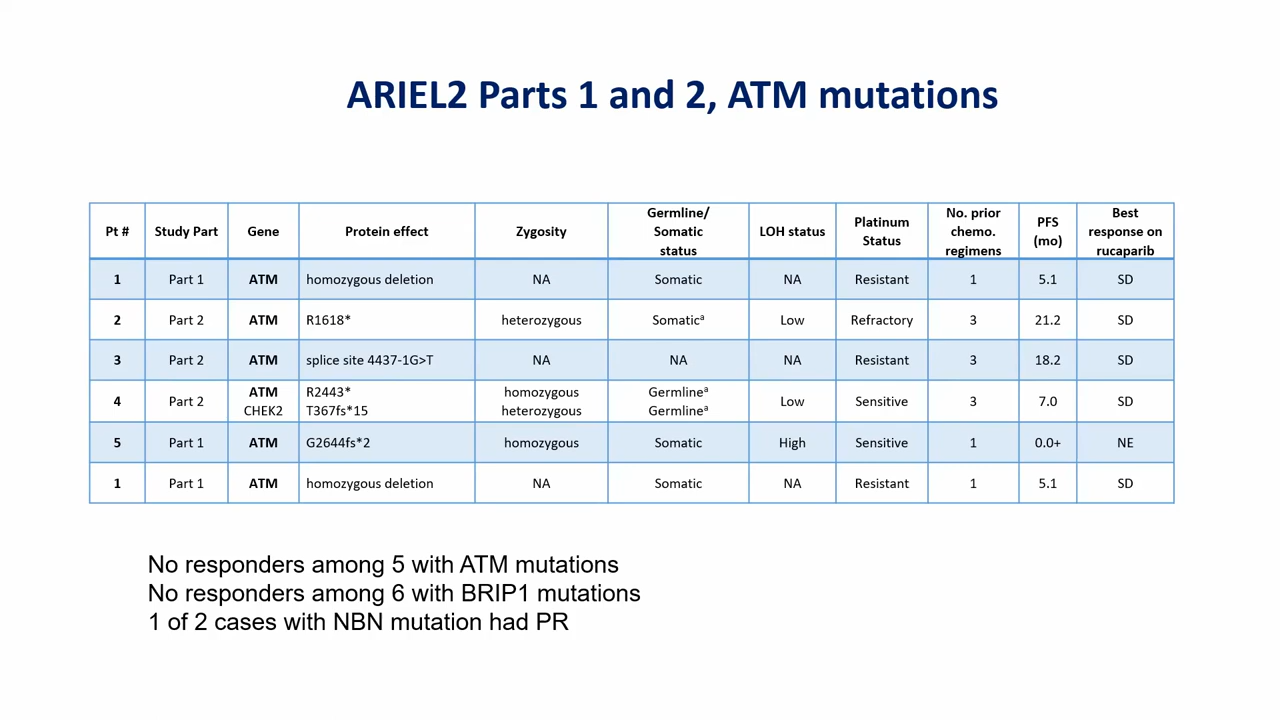 ARIEL2 Parts 1 and 2, ATM mutations
Pt # Study Part Gene Protein effect Zygosity Germline/ Somatic status LOH status Platinum Status No. prior chemo. regimens PFS (mo) Best response on rucaparib
1 Part 1 ATM homozygous deletion NA Somatic NA Resistant 1 5.1 SD
2 Part 2 ATM R1618* heterozygous Somaticᵃ Low Refractory 3 21.2 SD
3 Part 2 ATM splice site 4437-1G>T NA NA NA Resistant 3 18.2 SD
4 Part 2 ATM CHEK2 R2443* T367fs*15 homozygous heterozygous Germlineᵃ Germlineᵃ Low Sensitive 3 7.0 SD
5 Part 1 ATM G2644fs*2 homozygous Somatic High Sensitive 1 0.0+ NE
1 Part 1 ATM homozygous deletion NA Somatic NA Resistant 1 5.1 SD
No responders among 5 with ATM mutations
No responders among 6 with BRIP1 mutations
1 of 2 cases with NBN mutation had PR